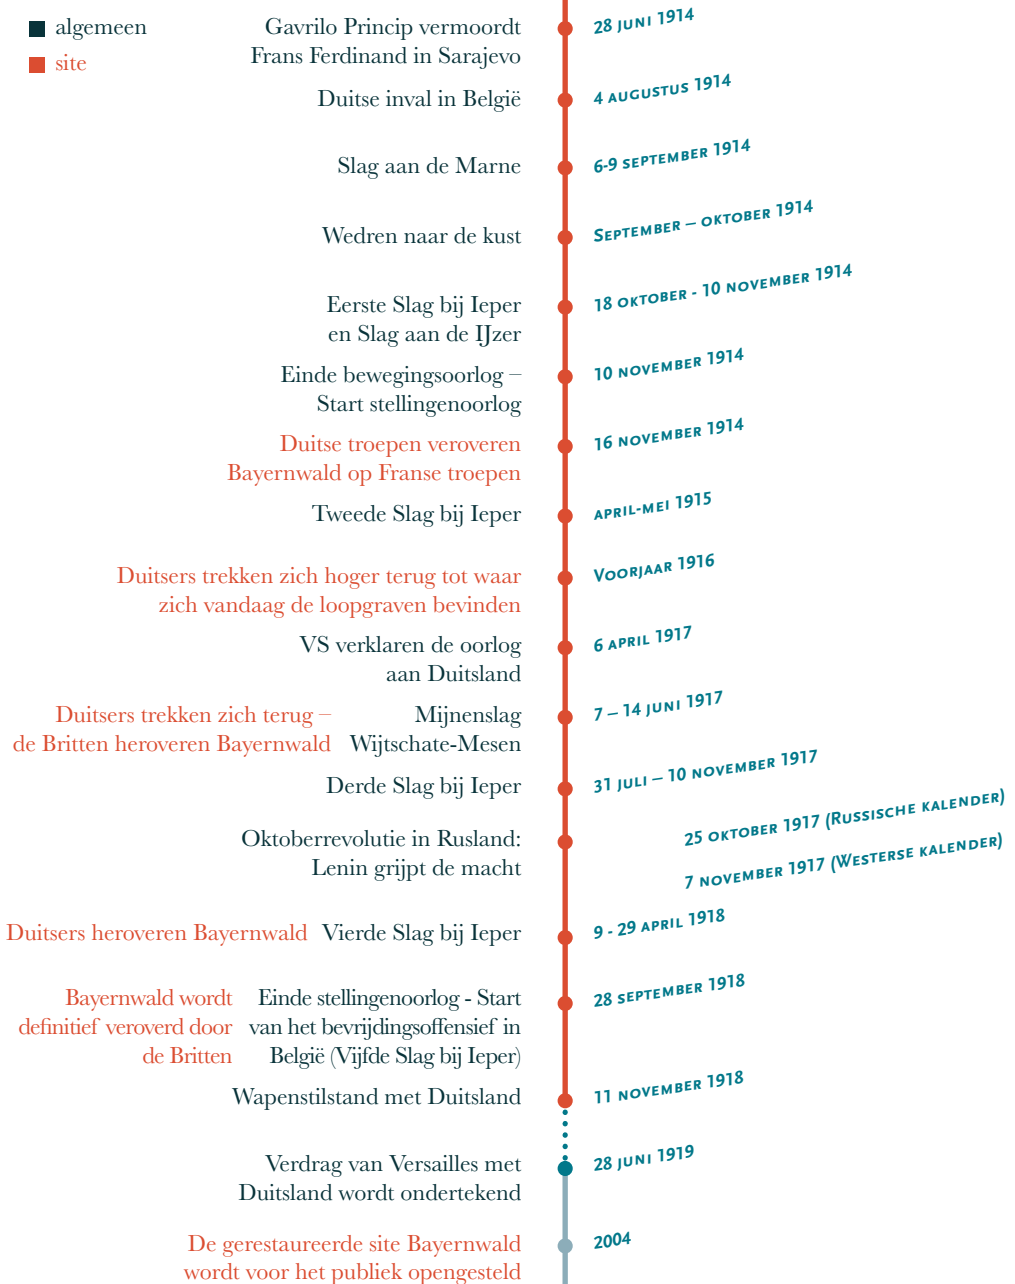 algemeen
site
Gavrilo Princip vermoordt
Frans Ferdinand in Sarajevo
28 juni 1914
Duitse inval in België
4 augustus 1914
Slag aan de Marne
6-9 september 1914
Wedren naar de kust
September – oktober 1914
Eerste Slag bij Ieper
en Slag aan de IJzer
18 oktober - 10 november 1914
Einde bewegingsoorlog –
Start stellingenoorlog
10 november 1914
Duitse troepen veroveren
Bayernwald op Franse troepen
16 november 1914
Tweede Slag bij Ieper
april-mei 1915
Duitsers trekken zich hoger terug tot waar
zich vandaag de loopgraven bevinden
Voorjaar 1916
VS verklaren de oorlog
aan Duitsland
6 april 1917
Duitsers trekken zich terug –
de Britten heroveren Bayernwald
Mijnenslag
Wijtschate-Mesen
7 – 14 juni 1917
Derde Slag bij Ieper
31 juli – 10 november 1917
Oktoberrevolutie in Rusland:
Lenin grijpt de macht
25 oktober 1917 (Russische kalender)
7 november 1917 (Westerse kalender)
Duitsers heroveren Bayernwald
Vierde Slag bij Ieper
9 - 29 april 1918
Bayernwald wordt
definitief veroverd door
de Britten
Einde stellingenoorlog - Start
van het bevrijdingsoffensief in
België (Vijfde Slag bij Ieper)
28 september 1918
Wapenstilstand met Duitsland
11 november 1918
Verdrag van Versailles met
Duitsland wordt ondertekend
28 juni 1919
De gerestaureerde site Bayernwald
wordt voor het publiek opengesteld
2004